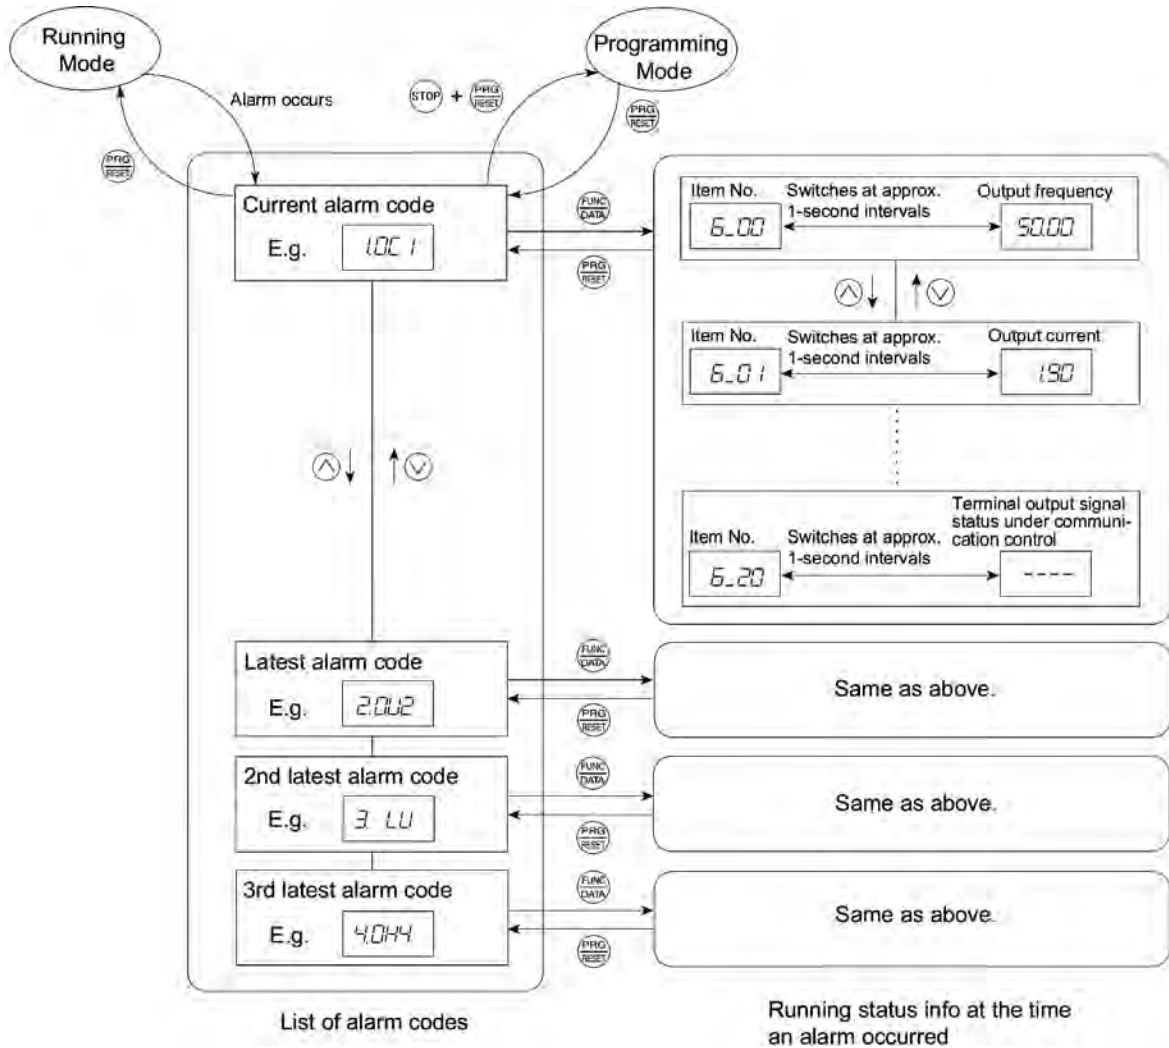 Running
Mode
Programming
Mode
Alarm occurs
STOP + PRG
RESET
PRG
RESET
PRG
RESET
Current alarm code
E.g. 1.0C1
FUNC
DATA
PRG
RESET
Item No.
Switches at approx.
1-second intervals
Output frequency
6_00
50.00
Item No.
Switches at approx.
1-second intervals
Output current
6_01
1.90
Terminal output signal
status under communi-
cation control
Item No.
Switches at approx.
1-second intervals
6_20
----
Latest alarm code
E.g. 2.0U2
FUNC
DATA
PRG
RESET
Same as above.
2nd latest alarm code
E.g. 3. LU
FUNC
DATA
PRG
RESET
Same as above.
3rd latest alarm code
E.g. 4.0H4
FUNC
DATA
PRG
RESET
Same as above.
List of alarm codes
Running status info at the time
an alarm occurred